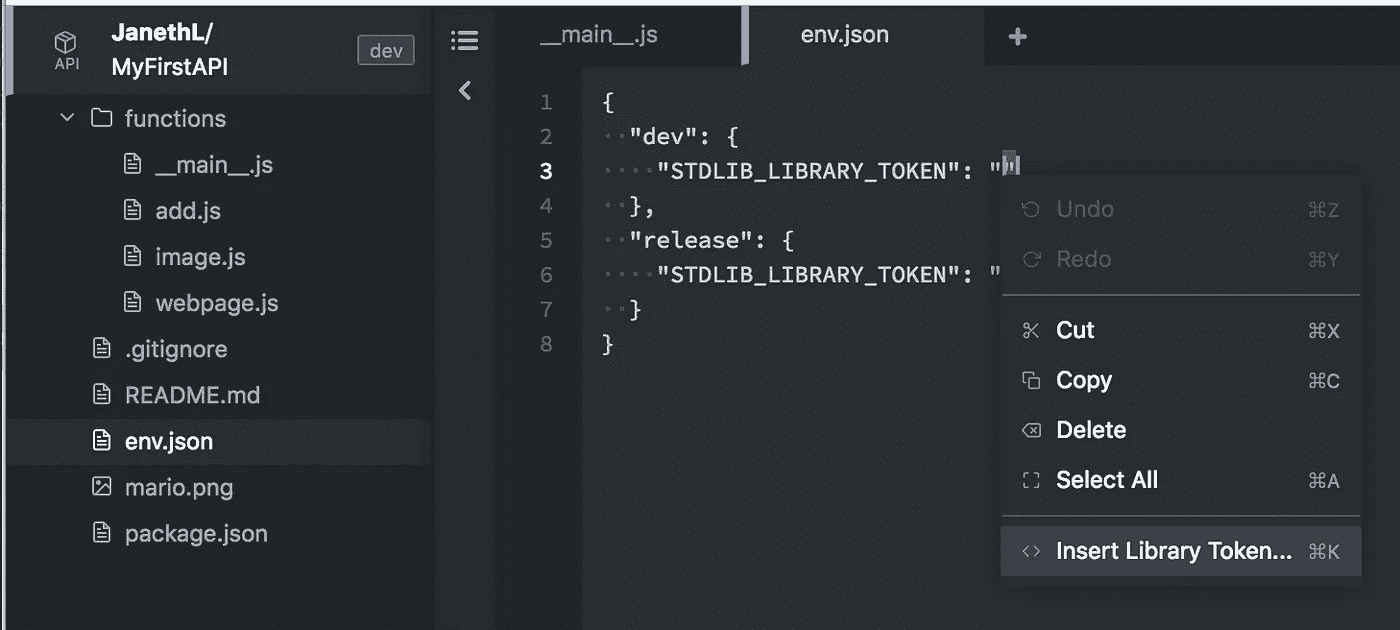 JanethL/
MyFirstAPI
API
dev
functions
__main__.js
add.js
image.js
webpage.js
.gitignore
README.md
env.json
mario.png
package.json
__main__.js
env.json
1 {
2 "dev": {
3 "STDLIB_LIBRARY_TOKEN": ""
4 },
5 "release": {
6 "STDLIB_LIBRARY_TOKEN": "
7 }
8 }
Undo ⌘Z
Redo ⌘Y
Cut ⌘X
Copy ⌘C
Delete
Select All ⌘A
Insert Library Token... ⌘K